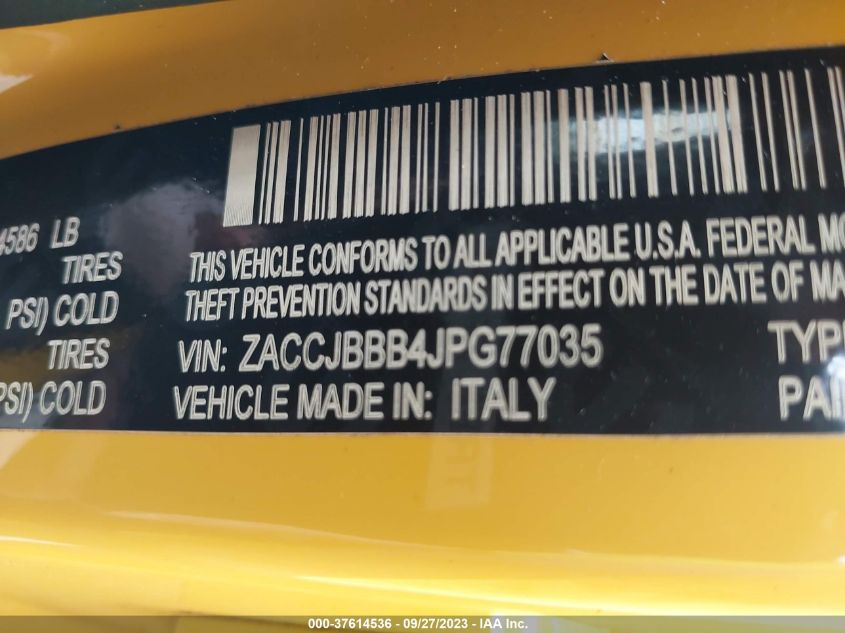 4586 LB
TIRES
PSI) COLD
TIRES
PSI) COLD
THIS VEHICLE CONFORMS TO ALL APPLICABLE U.S.A. FEDERAL MO
THEFT PREVENTION STANDARDS IN EFFECT ON THE DATE OF MA
VIN: ZACCJBBB4JPG77035 TYPE
VEHICLE MADE IN: ITALY PAI
000-37614536 - 09/27/2023 - IAA Inc.